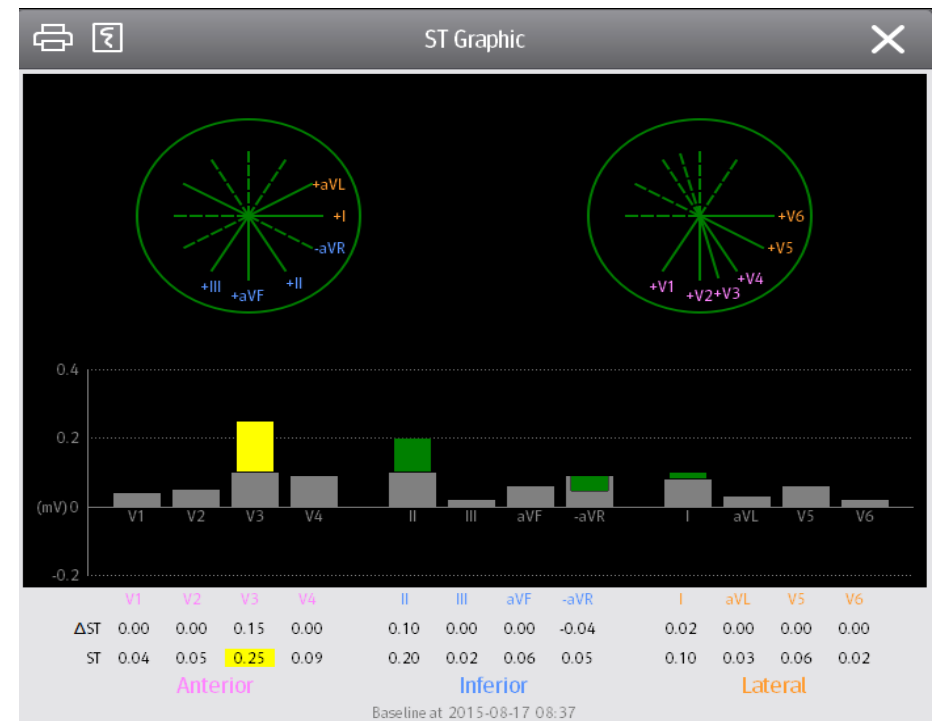 ST Graphic
+aVL
+I
-aVR
+II
+aVF
+III
+V6
+V5
+V4
+V3
+V2
+V1
0.4
0.2
(mV) 0
V1 V2 V3 V4 II III aVF -aVR I aVL V5 V6
-0.2
V1 V2 V3 V4 II III aVF -aVR I aVL V5 V6
ΔST 0.00 0.00 0.15 0.00 0.10 0.00 0.00 -0.04 0.02 0.00 0.00 0.00
ST 0.04 0.05 0.25 0.09 0.20 0.02 0.06 0.05 0.10 0.03 0.06 0.02
Anterior Inferior Lateral
Baseline at 2015-08-17 08:37